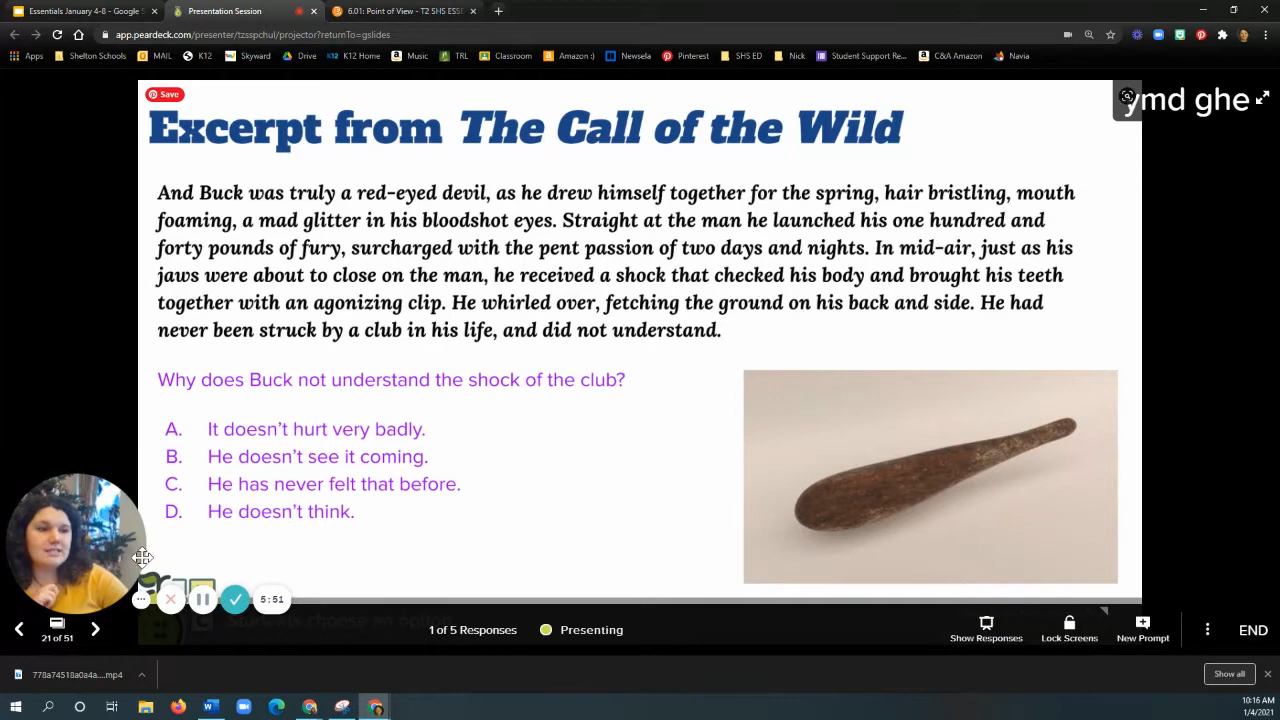 Essentials January 4-8 - Google S
Presentation Session
6.01: Point of View - T2 SHS ESSE
app.peardeck.com/presenter/tzsspchul/projector?returnTo=gslides
Apps Shelton Schools MAIL K12 Skyward Drive K12 Home Music TRL Classroom Amazon :) Newsela Pinterest SHS ED Nick Student Support Re... C&A Amazon Navia
Save
ymd ghe
Excerpt from The Call of the Wild
And Buck was truly a red-eyed devil, as he drew himself together for the spring, hair bristling, mouth
foaming, a mad glitter in his bloodshot eyes. Straight at the man he launched his one hundred and
forty pounds of fury, surcharged with the pent passion of two days and nights. In mid-air, just as his
jaws were about to close on the man, he received a shock that checked his body and brought his teeth
together with an agonizing clip. He whirled over, fetching the ground on his back and side. He had
never been struck by a club in his life, and did not understand.
Why does Buck not understand the shock of the club?
A. It doesn't hurt very badly.
B. He doesn't see it coming.
C. He has never felt that before.
D. He doesn't think.
5:51
Students choose an option
21 of 51
1 of 5 Responses
Presenting
Show Responses
Lock Screens
New Prompt
END
778a74518a0a4a....mp4
Show all
10:16 AM
1/4/2021